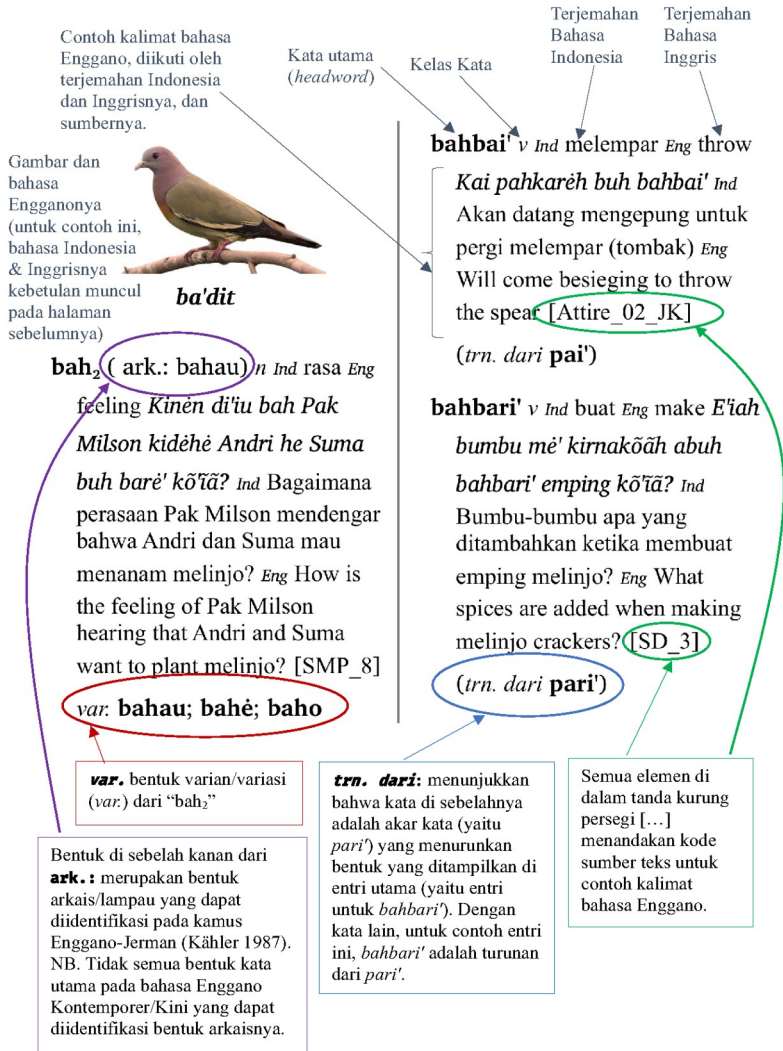 Contoh kalimat bahasa
Enggano, diikuti oleh
terjemahan Indonesia
dan Inggrisnya, dan
sumbernya.
Kata utama
(headword)
Kelas Kata
Terjemahan
Bahasa
Indonesia
Terjemahan
Bahasa
Inggris
Gambar dan
bahasa
Engganonya
(untuk contoh ini,
bahasa Indonesia
& Inggrisnya
kebetulan muncul
pada halaman
sebelumnya)
ba'dit
bah₂ ( ark.: bahau) n Ind rasa Eng
feeling Kinėn di'iu bah Pak
Milson kidėhė Andri he Suma
buh barė' kõ'ĩã? Ind Bagaimana
perasaan Pak Milson mendengar
bahwa Andri dan Suma mau
menanam melinjo? Eng How is
the feeling of Pak Milson
hearing that Andri and Suma
want to plant melinjo? [SMP_8]
var. bahau; bahė; baho
bahbai' v Ind melempar Eng throw
Kai pahkarėh buh bahbai' Ind
Akan datang mengepung untuk
pergi melempar (tombak) Eng
Will come besieging to throw
the spear [Attire_02_JK]
(trn. dari pai')
bahbari' v Ind buat Eng make E'iah
bumbu mė' kirnakõãh abuh
bahbari' emping kõ'ĩã? Ind
Bumbu-bumbu apa yang
ditambahkan ketika membuat
emping melinjo? Eng What
spices are added when making
melinjo crackers? [SD_3]
(trn. dari pari')
var. bentuk varian/variasi
(var.) dari “bah₂”
Bentuk di sebelah kanan dari
ark.: merupakan bentuk
arkais/lampau yang dapat
diidentifikasi pada kamus
Enggano-Jerman (Kähler 1987).
NB. Tidak semua bentuk kata
utama pada bahasa Enggano
Kontemporer/Kini yang dapat
diidentifikasi bentuk arkaisnya.
trn. dari: menunjukkan
bahwa kata di sebelahnya
adalah akar kata (yaitu
pari') yang menurunkan
bentuk yang ditampilkan di
entri utama (yaitu entri
untuk bahbari'). Dengan
kata lain, untuk contoh entri
ini, bahbari' adalah turunan
dari pari'.
Semua elemen di
dalam tanda kurung
persegi […]
menandakan kode
sumber teks untuk
contoh kalimat
bahasa Enggano.